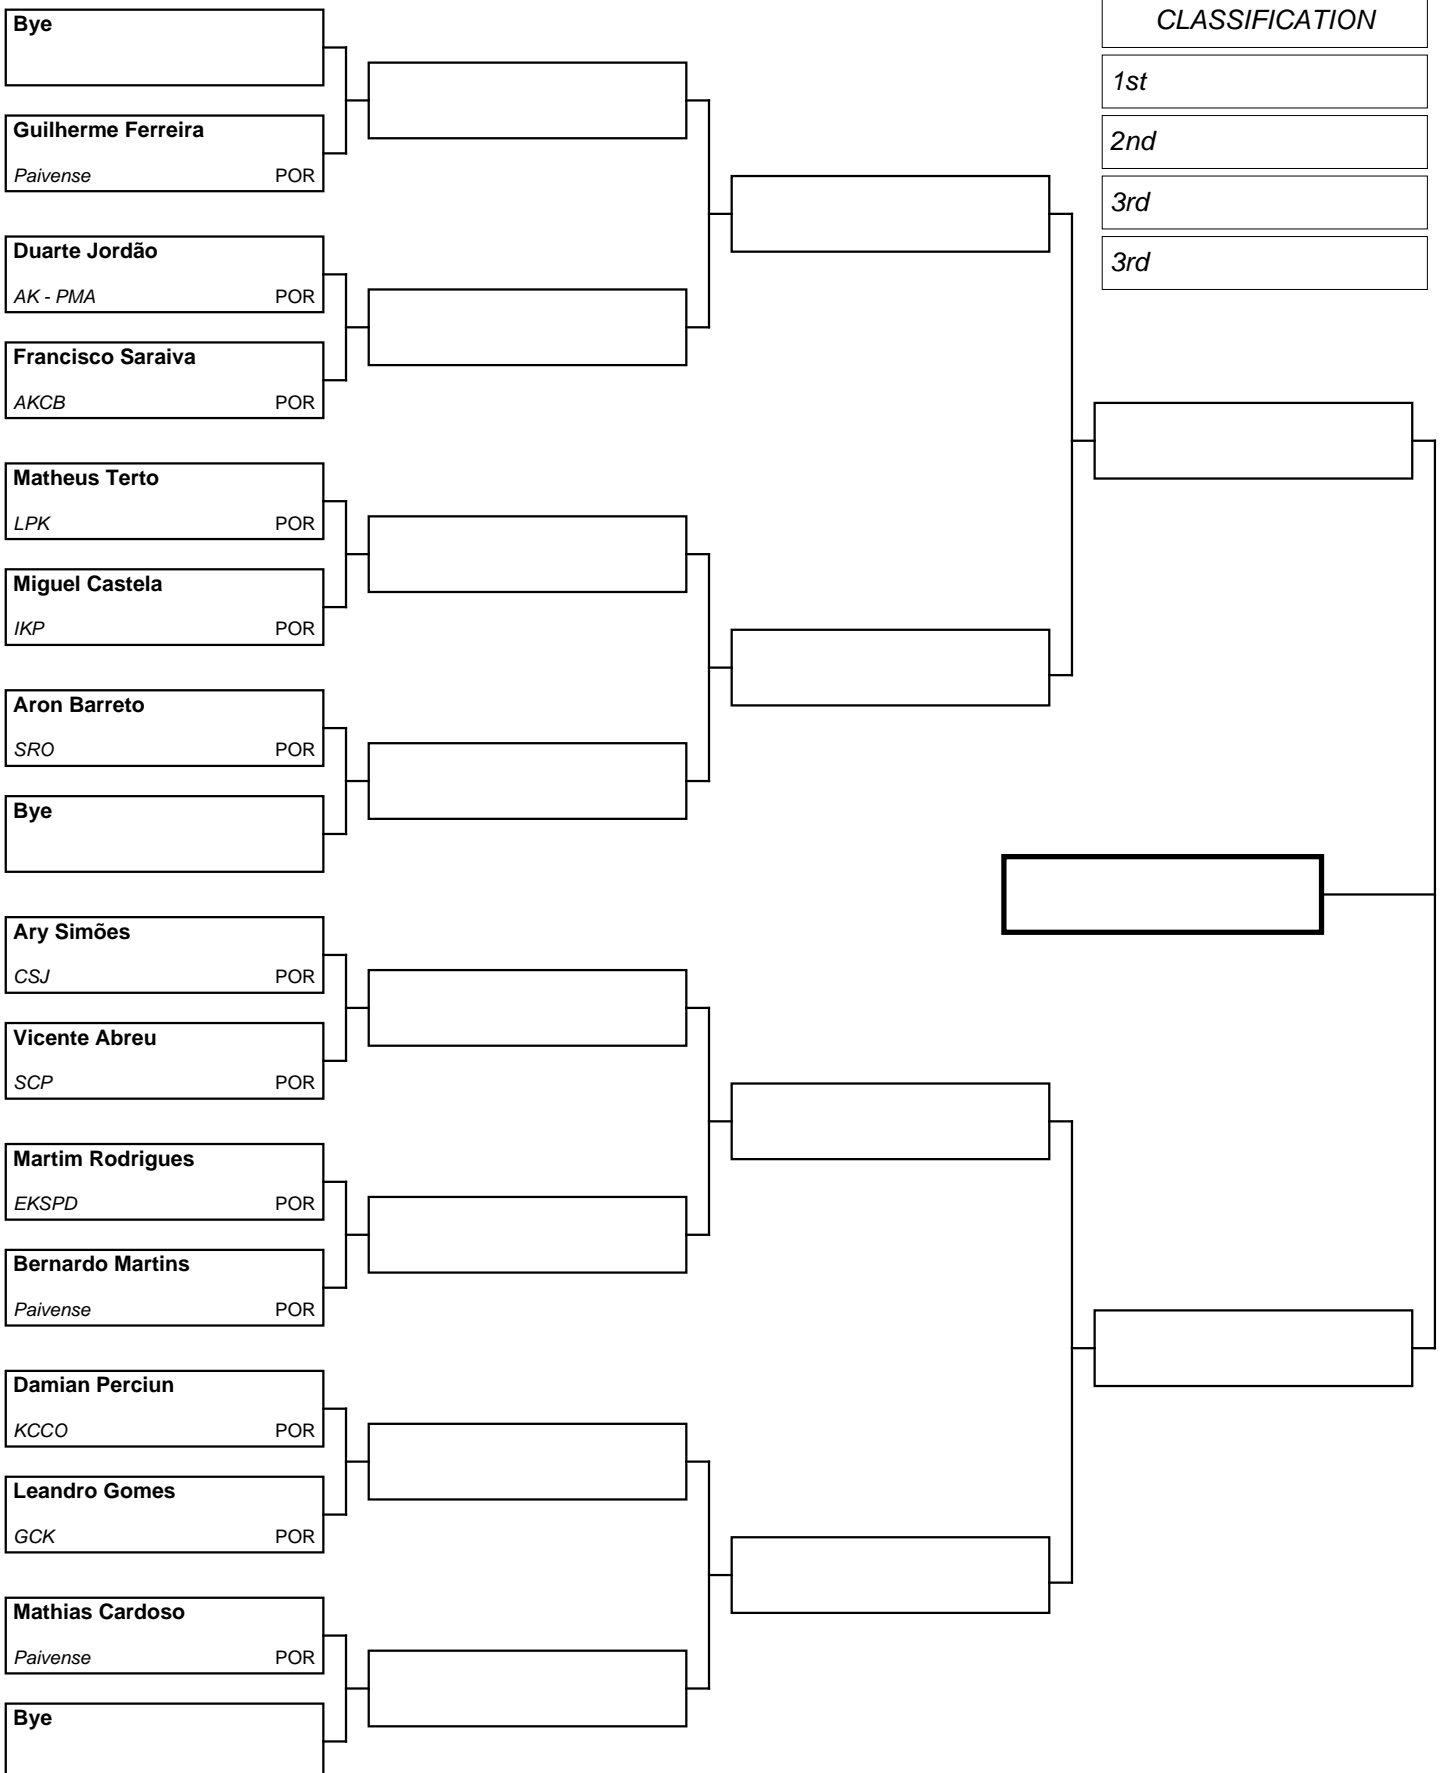 Bye
Guilherme Ferreira
Paivense POR
Duarte Jordão
AK - PMA POR
Francisco Saraiva
AKCB POR
Matheus Terto
LPK POR
Miguel Castela
IKP POR
Aron Barreto
SRO POR
Bye
Ary Simões
CSJ POR
Vicente Abreu
SCP POR
Martim Rodrigues
EKSPD POR
Bernardo Martins
Paivense POR
Damian Perciun
KCCO POR
Leandro Gomes
GCK POR
Mathias Cardoso
Paivense POR
Bye
CLASSIFICATION
1st
2nd
3rd
3rd